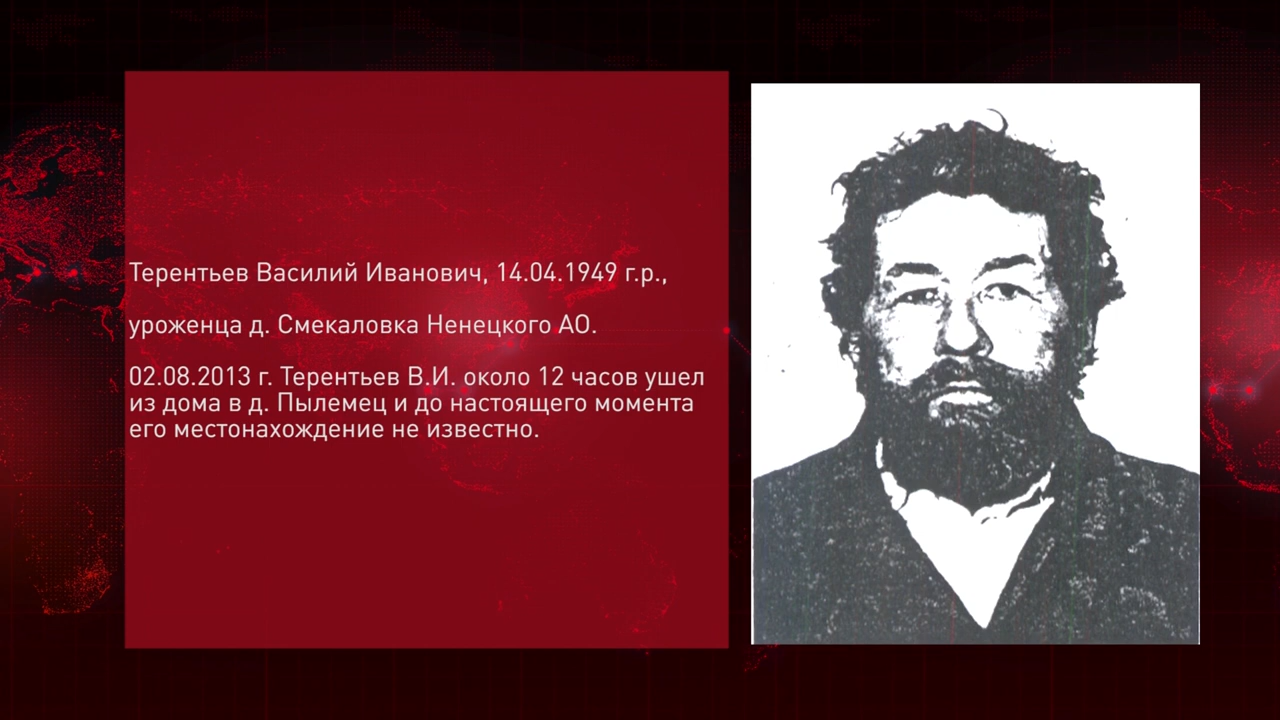 Терентьев Василий Иванович, 14.04.1949 г.р.,
уроженца д. Смекаловка Ненецкого АО.
02.08.2013 г. Терентьев В.И. около 12 часов ушел
из дома в д. Пылемец и до настоящего момента
его местонахождение не известно.